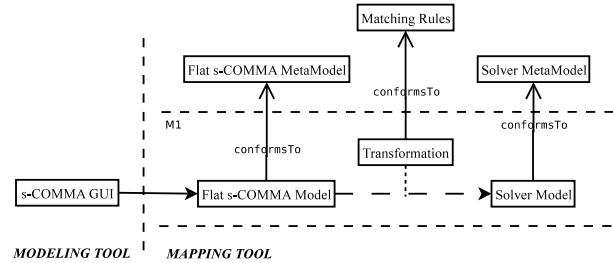 Matching Rules
Flat s-COMMA MetaModel
Solver MetaModel
conformsTo
M1
conformsTo
conformsTo
Transformation
s-COMMA GUI
Flat s-COMMA Model
Solver Model
MODELING TOOL
MAPPING TOOL